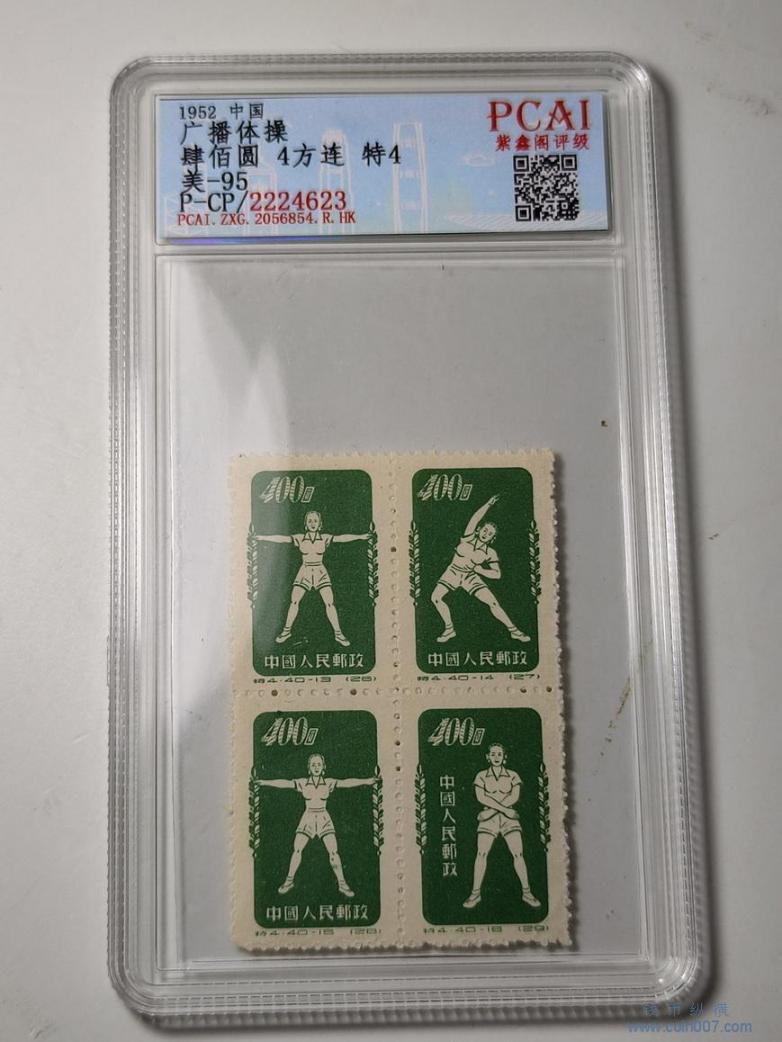 1952 中国
广播体操
肆佰圆 4方连 特4
美-95
P-CP/2224623
PCAI.ZXG.2056854.R.HK
PCAI
紫鑫阁评级
400圆
中國人民郵政
特4.40-13 (26)
400圆
中國人民郵政
特4.40-14 (27)
400圆
中國人民郵政
特4.40-15 (28)
400圆
中國人民郵政
特4.40-16 (29)
钱币纵横
www.coin007.com